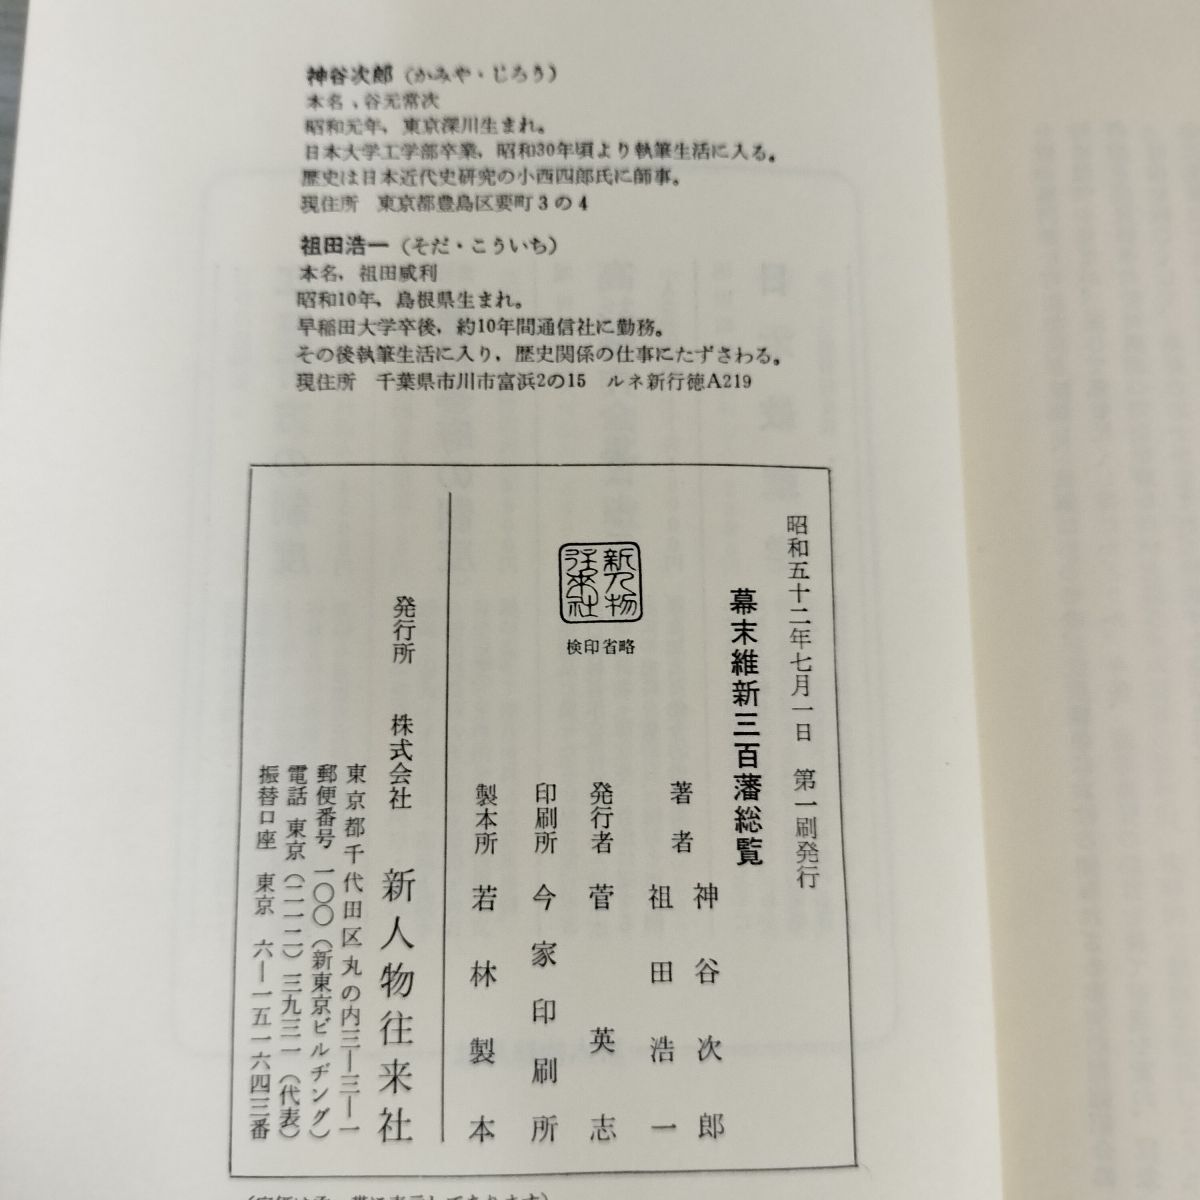 神谷次郎（かみや・じろう）
本名、谷元常次
昭和元年、東京深川生まれ。
日本大学工学部卒業，昭和30年頃より執筆生活に入る。
歴史は日本近代史研究の小西四郎氏に師事。
現住所　東京都豊島区要町3の4
祖田浩一（そだ・こういち）
本名，祖田威利
昭和10年，島根県生まれ。
早稲田大学卒後，約10年間通信社に勤務。
その後執筆生活に入り，歴史関係の仕事にたずさわる。
現住所　千葉県市川市富浜2の15　ルネ新行徳A219
昭和五十二年七月一日　第一刷発行
幕末維新三百藩総覧
著者　神谷次郎
祖田浩一
新人物往来社
検印省略
発行者　菅英志
印刷所　今家印刷所
製本所　若林製本
発行所　株式会社　新人物往来社
東京都千代田区丸の内三―三―一
郵便番号　一〇〇（新東京ビルヂング）
電話　東京（二一二）三九三一（代表）
振替口座　東京　六―一五一六四三番